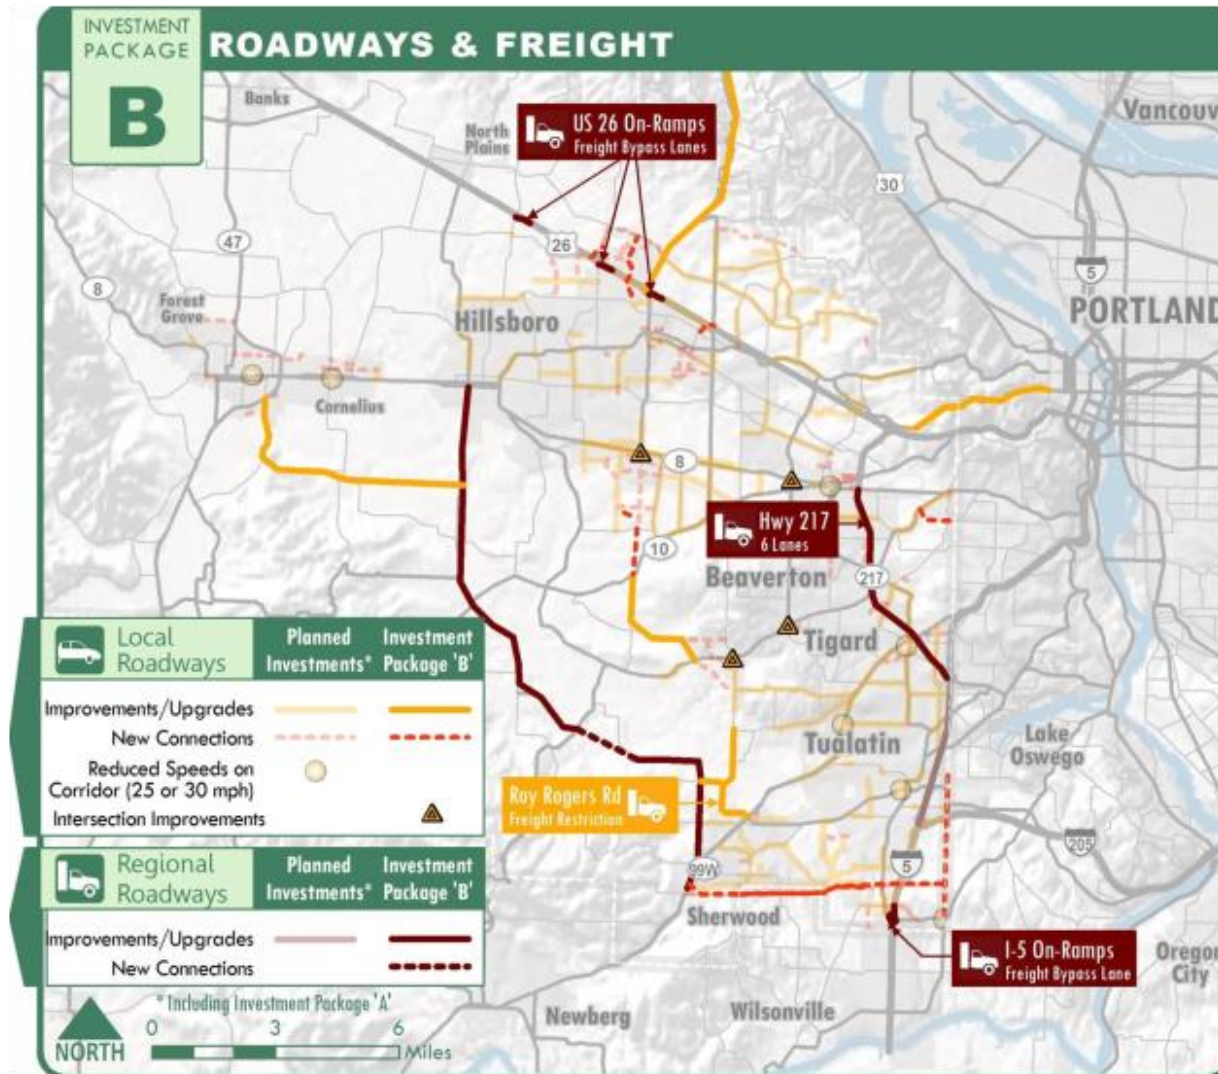 INVESTMENT
PACKAGE
B
ROADWAYS & FREIGHT
Banks
North
Plains
US 26 On-Ramps
Freight Bypass Lanes
Vancouv
30
47
26
5
8
Forest
Grove
Hillsboro
PORTLAND
Cornelius
8
Hwy 217
6 Lanes
10
Beaverton
217
Tigard
Local
Roadways
Planned
Investments*
Investment
Package 'B'
Improvements/Upgrades
New Connections
Reduced Speeds on
Corridor (25 or 30 mph)
Intersection Improvements
Lake
Oswego
Tualatin
Roy Rogers Rd
Freight Restriction
205
99W
5
Regional
Roadways
Planned
Investments*
Investment
Package 'B'
Improvements/Upgrades
New Connections
Sherwood
I-5 On-Ramps
Freight Bypass Lane
Oregon
City
* Including Investment Package 'A'
Newberg
Wilsonville
NORTH
0 3 6
Miles